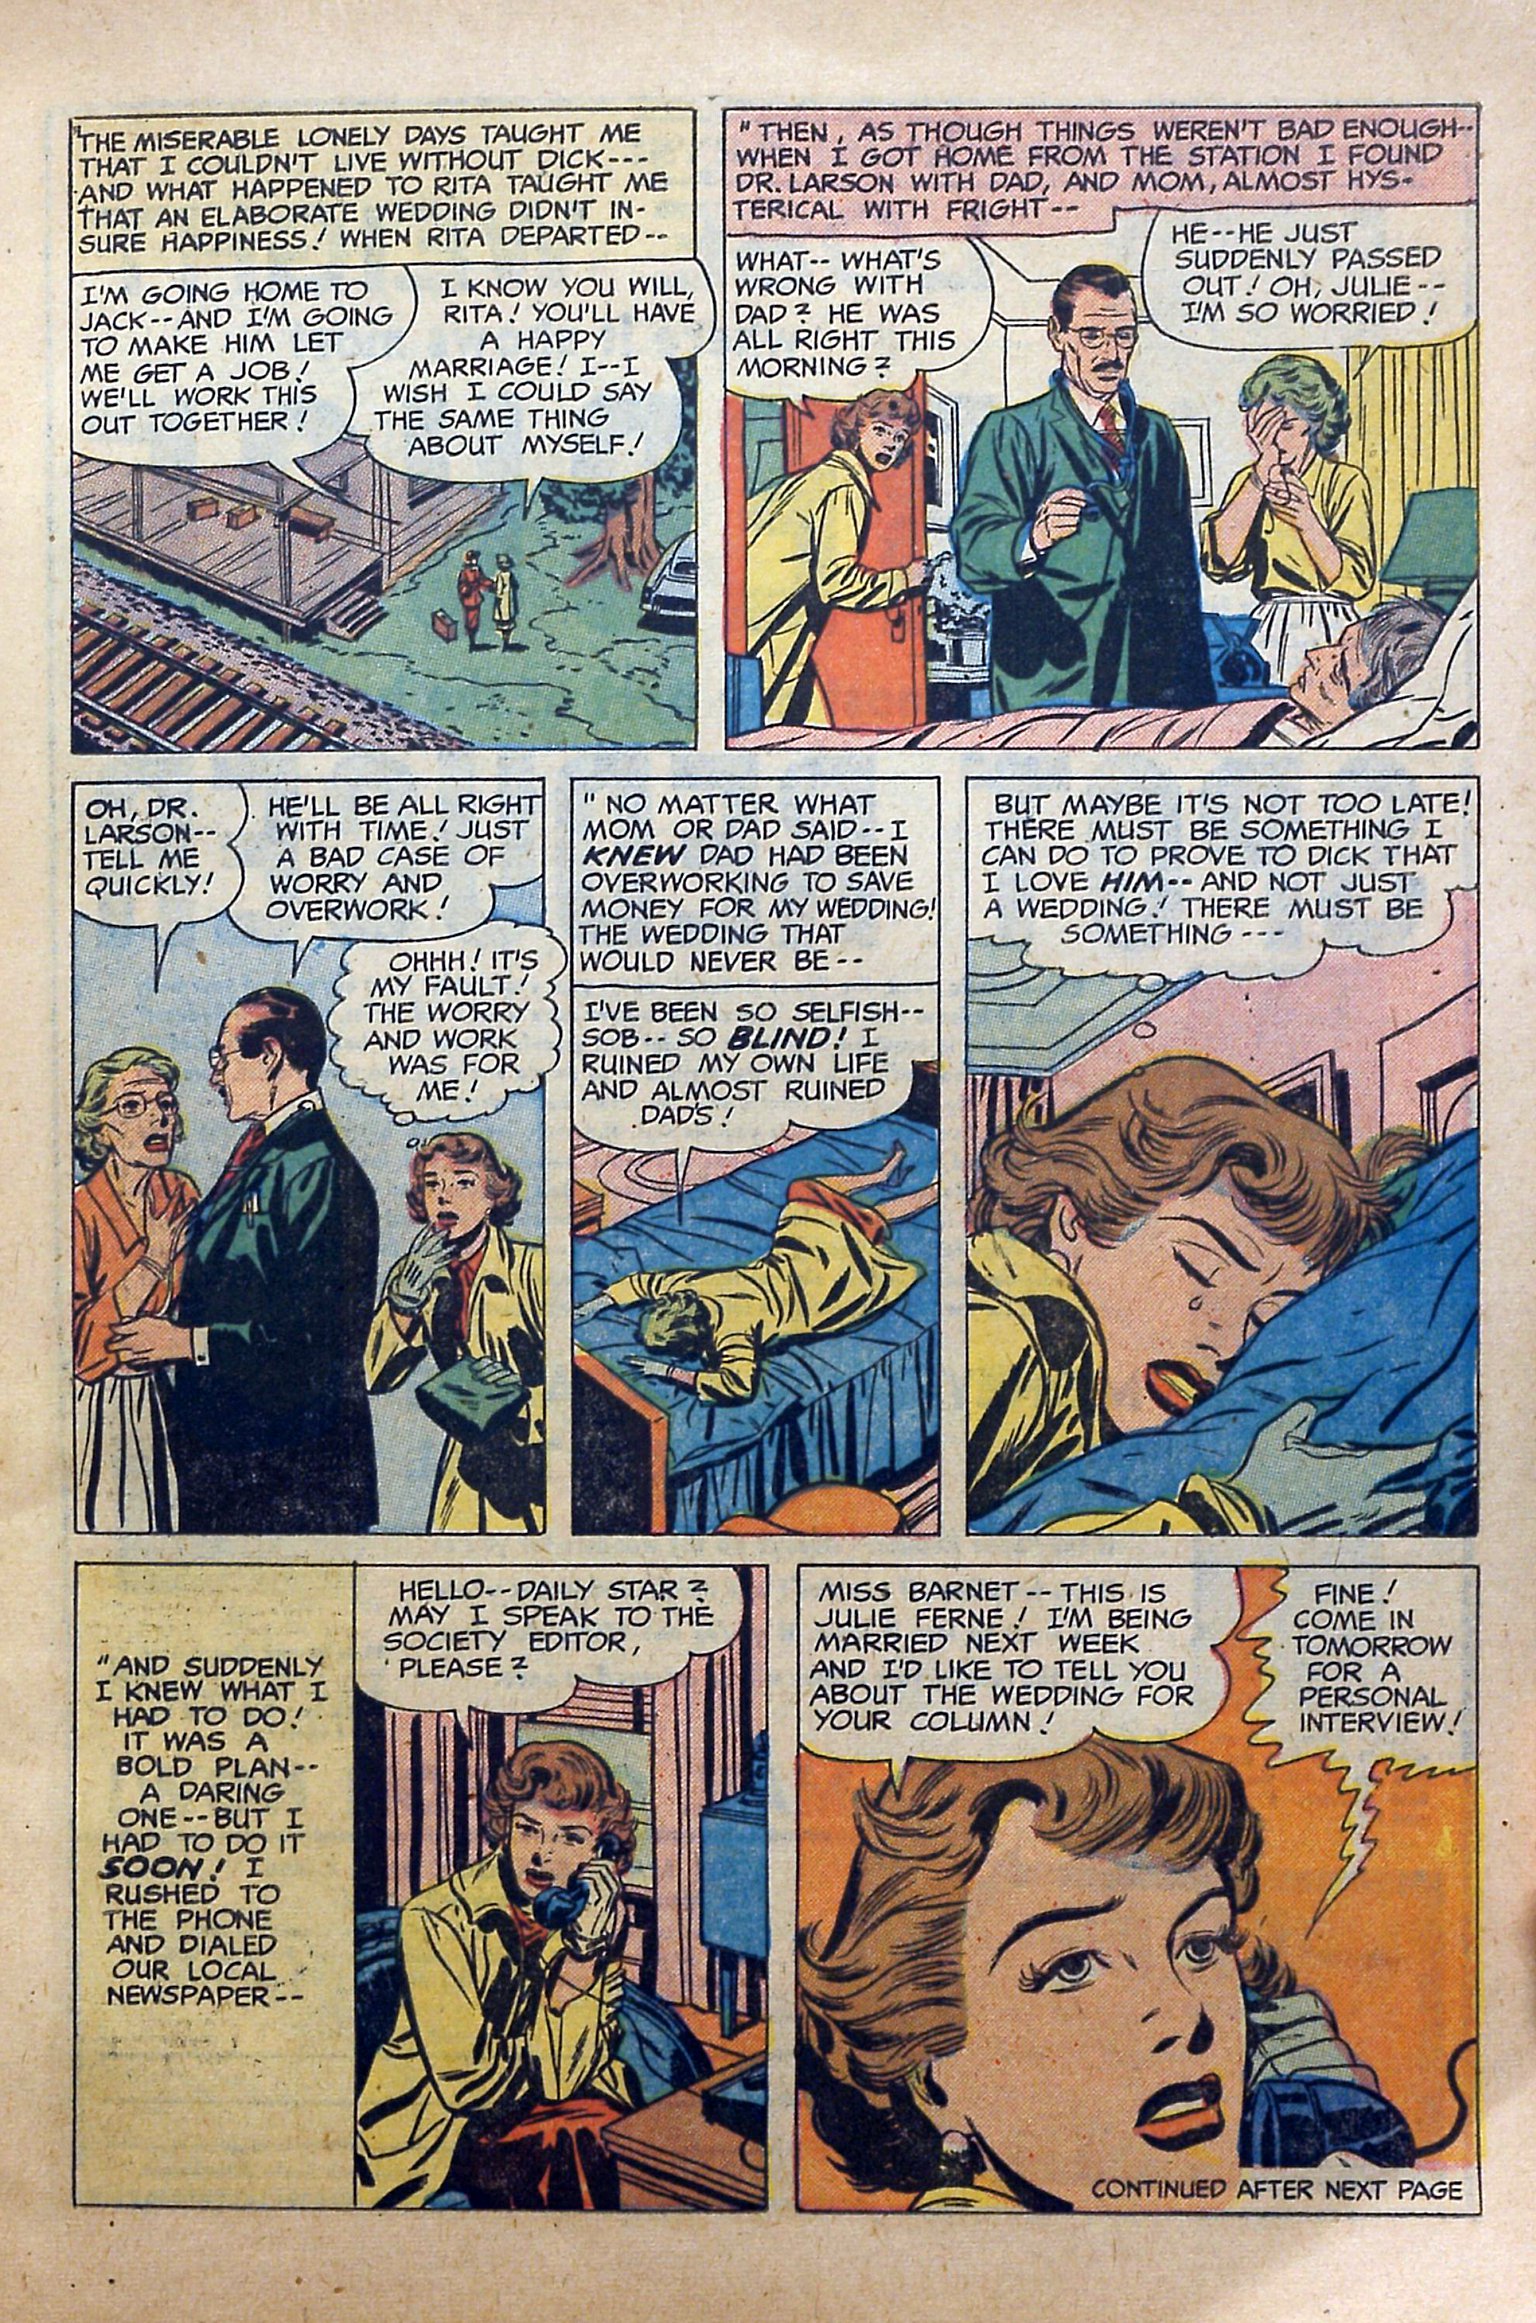 "THE MISERABLE LONELY DAYS TAUGHT ME
THAT I COULDN'T LIVE WITHOUT DICK---
AND WHAT HAPPENED TO RITA TAUGHT ME
THAT AN ELABORATE WEDDING DIDN'T IN-
SURE HAPPINESS! WHEN RITA DEPARTED--
I'M GOING HOME TO
JACK--AND I'M GOING
TO MAKE HIM LET
ME GET A JOB!
WE'LL WORK THIS
OUT TOGETHER!
I KNOW YOU WILL,
RITA! YOU'LL HAVE
A HAPPY
MARRIAGE! I--I
WISH I COULD SAY
THE SAME THING
ABOUT MYSELF!
"THEN, AS THOUGH THINGS WEREN'T BAD ENOUGH--
WHEN I GOT HOME FROM THE STATION I FOUND
DR. LARSON WITH DAD, AND MOM, ALMOST HYS-
TERICAL WITH FRIGHT--
WHAT-- WHAT'S
WRONG WITH
DAD? HE WAS
ALL RIGHT THIS
MORNING?
HE--HE JUST
SUDDENLY PASSED
OUT! OH, JULIE--
I'M SO WORRIED!
OH, DR.
LARSON--
TELL ME
QUICKLY!
HE'LL BE ALL RIGHT
WITH TIME! JUST
A BAD CASE OF
WORRY AND
OVERWORK!
OHHH! IT'S
MY FAULT!
THE WORRY
AND WORK
WAS FOR
ME!
"NO MATTER WHAT
MOM OR DAD SAID--I
KNEW DAD HAD BEEN
OVERWORKING TO SAVE
MONEY FOR MY WEDDING!
THE WEDDING THAT
WOULD NEVER BE--
I'VE BEEN SO SELFISH--
SOB--SO BLIND! I
RUINED MY OWN LIFE
AND ALMOST RUINED
DAD'S!
BUT MAYBE IT'S NOT TOO LATE!
THERE MUST BE SOMETHING I
CAN DO TO PROVE TO DICK THAT
I LOVE HIM--AND NOT JUST
A WEDDING! THERE MUST BE
SOMETHING---
"AND SUDDENLY
I KNEW WHAT I
HAD TO DO!
IT WAS A
BOLD PLAN--
A DARING
ONE--BUT I
HAD TO DO IT
SOON! I
RUSHED TO
THE PHONE
AND DIALED
OUR LOCAL
NEWSPAPER--
HELLO--DAILY STAR?
MAY I SPEAK TO THE
SOCIETY EDITOR,
PLEASE?
MISS BARNET--THIS IS
JULIE FERNE! I'M BEING
MARRIED NEXT WEEK
AND I'D LIKE TO TELL YOU
ABOUT THE WEDDING FOR
YOUR COLUMN!
FINE!
COME IN
TOMORROW
FOR A
PERSONAL
INTERVIEW!
CONTINUED AFTER NEXT PAGE